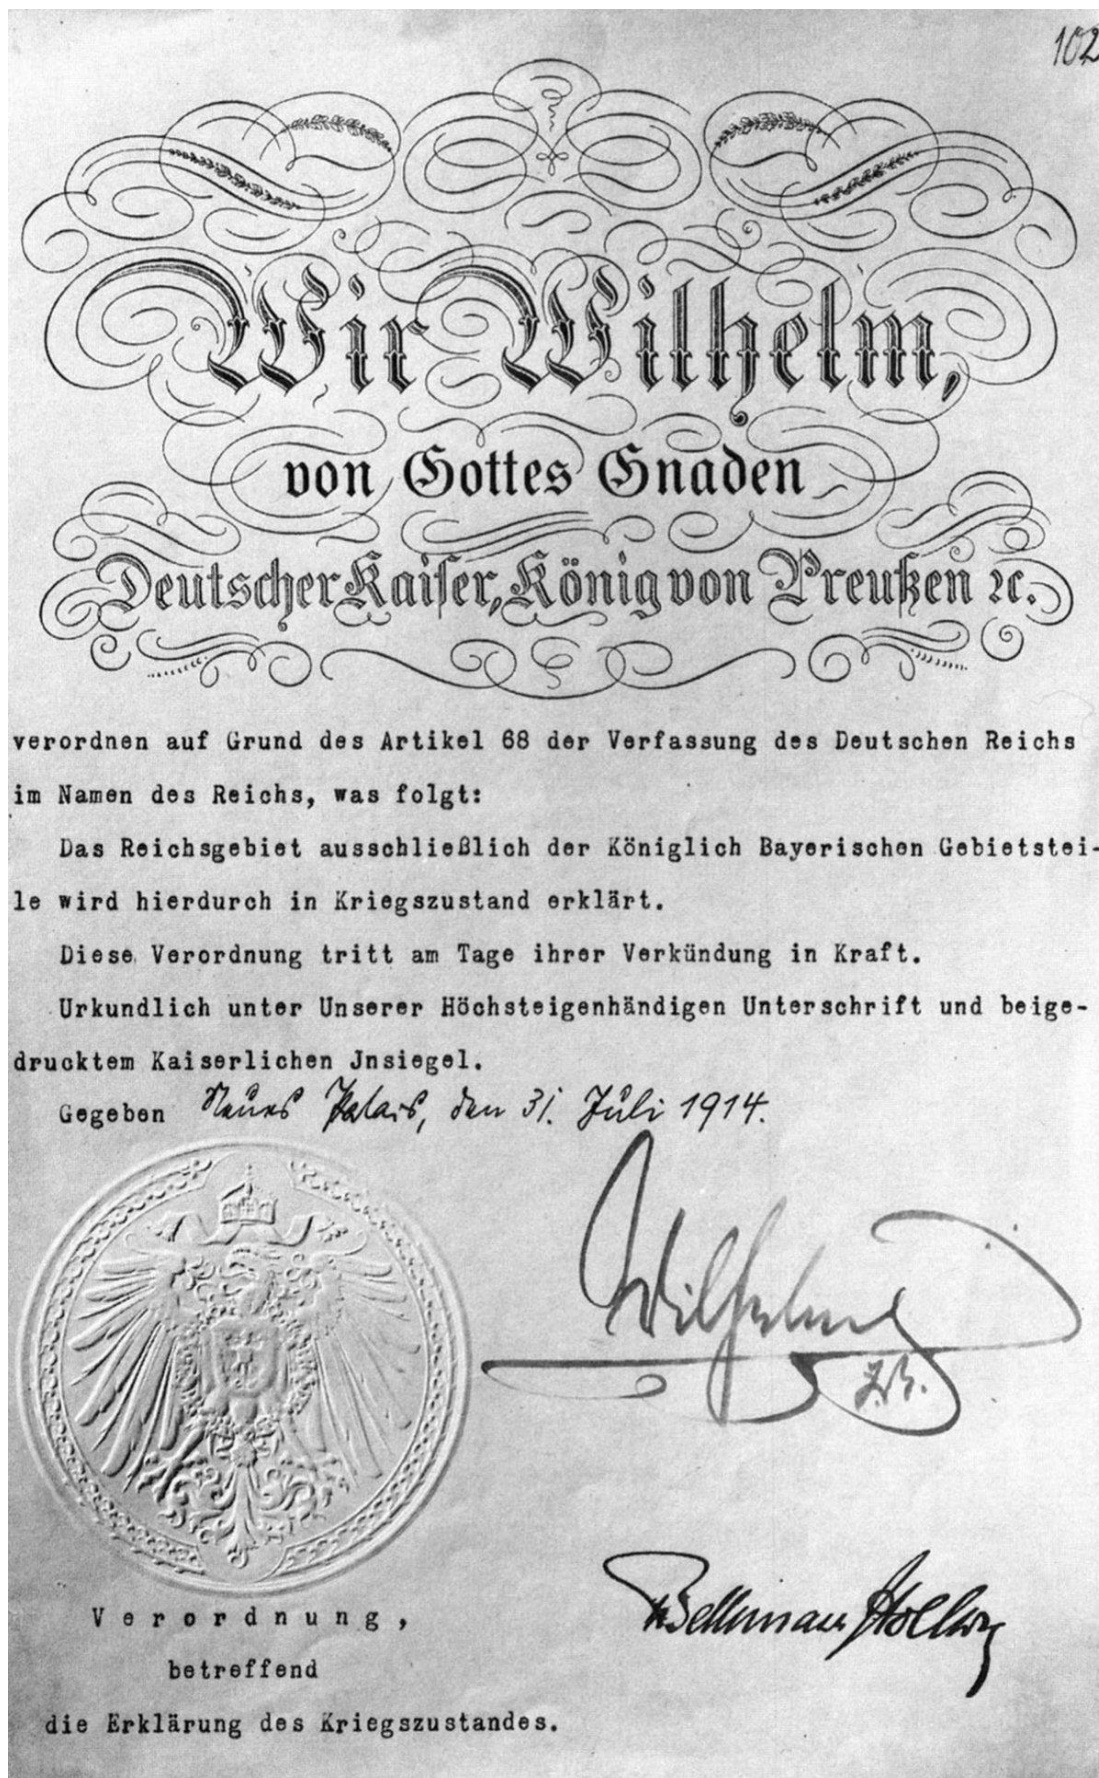 102
Wir Wilhelm,
von Gottes Gnaden
Deutscher Kaiser, König von Preußen ꝛc.
verordnen auf Grund des Artikel 68 der Verfassung des Deutschen Reichs
im Namen des Reichs, was folgt:
Das Reichsgebiet ausschließlich der Königlich Bayerischen Gebietstei-
le wird hierdurch in Kriegszustand erklärt.
Diese Verordnung tritt am Tage ihrer Verkündung in Kraft.
Urkundlich unter Unserer Höchsteigenhändigen Unterschrift und beige-
drucktem Kaiserlichen Jnsiegel.
Gegeben Neues Palais, den 31. Juli 1914.
Wilhelm
I.R.
v Bethmann Hollweg
Verordnung,
betreffend
die Erklärung des Kriegszustandes.